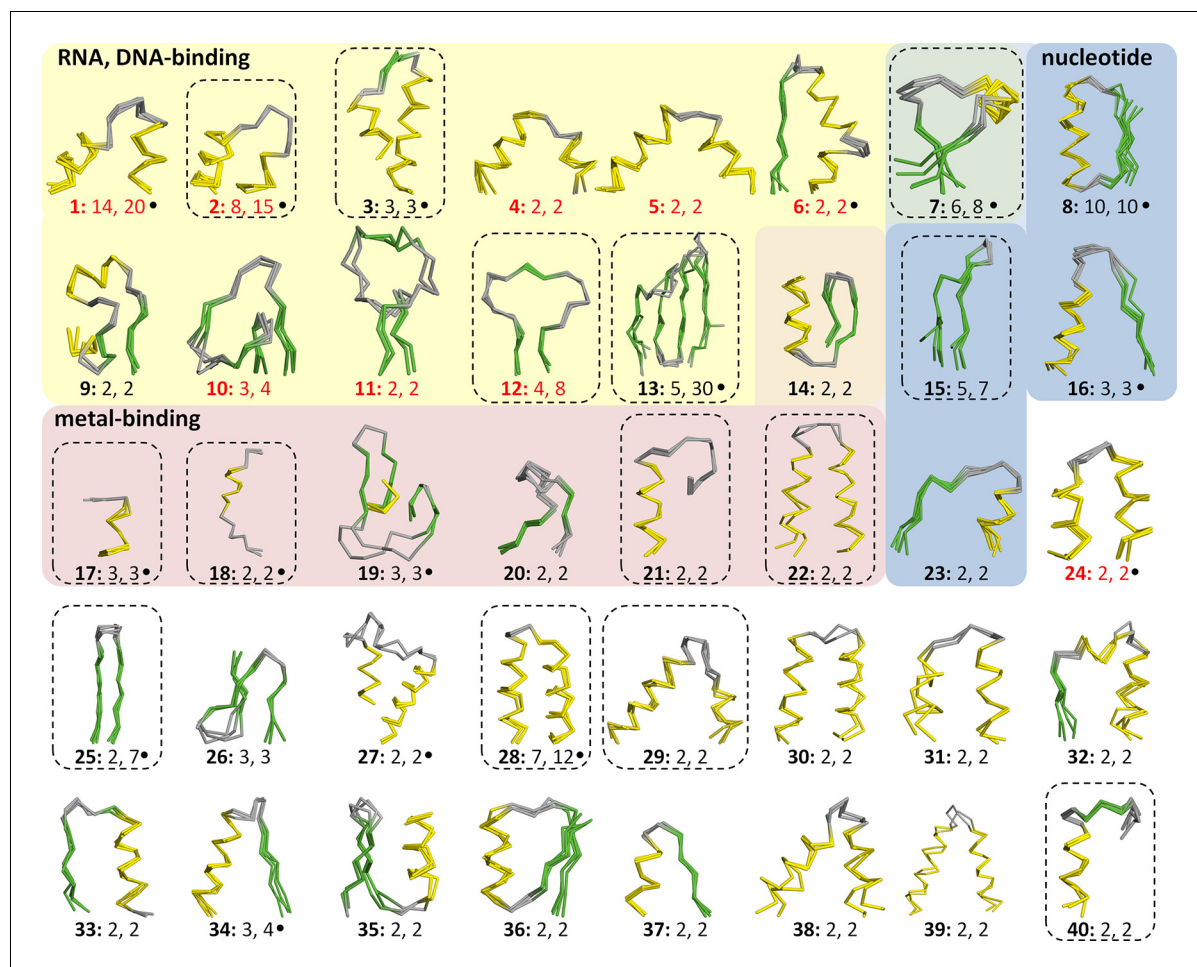 RNA, DNA-binding nucleotide
1: 14, 20 • 2: 8, 15 • 3: 3, 3 • 4: 2, 2 5: 2, 2 6: 2, 2 • 7: 6, 8 • 8: 10, 10 •
9: 2, 2 10: 3, 4 11: 2, 2 12: 4, 8 13: 5, 30 • 14: 2, 2 15: 5, 7 16: 3, 3 •
metal-binding
17: 3, 3 • 18: 2, 2 • 19: 3, 3 • 20: 2, 2 21: 2, 2 22: 2, 2 23: 2, 2 24: 2, 2 •
25: 2, 7 • 26: 3, 3 27: 2, 2 • 28: 7, 12 • 29: 2, 2 30: 2, 2 31: 2, 2 32: 2, 2
33: 2, 2 34: 3, 4 • 35: 2, 2 36: 2, 2 37: 2, 2 38: 2, 2 39: 2, 2 40: 2, 2